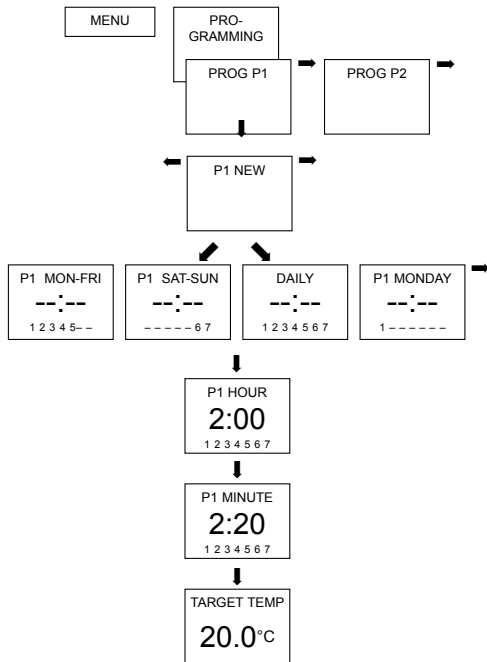 MENU
PRO-
GRAMMING
PROG P1
PROG P2
P1 NEW
P1 MON-FRI
--:--
1 2 3 4 5 – –
P1 SAT-SUN
--:--
– – – – – 6 7
DAILY
--:--
1 2 3 4 5 6 7
P1 MONDAY
--:--
1 – – – – – –
P1 HOUR
2:00
1 2 3 4 5 6 7
P1 MINUTE
2:20
1 2 3 4 5 6 7
TARGET TEMP
20.0°C